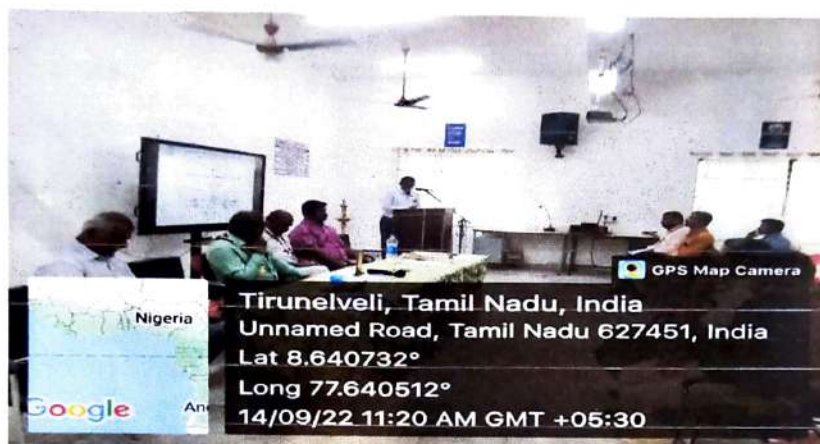 GPS Map Camera
Nigeria
Google
An
Tirunelveli, Tamil Nadu, India
Unnamed Road, Tamil Nadu 627451, India
Lat 8.640732°
Long 77.640512°
14/09/22 11:20 AM GMT +05:30